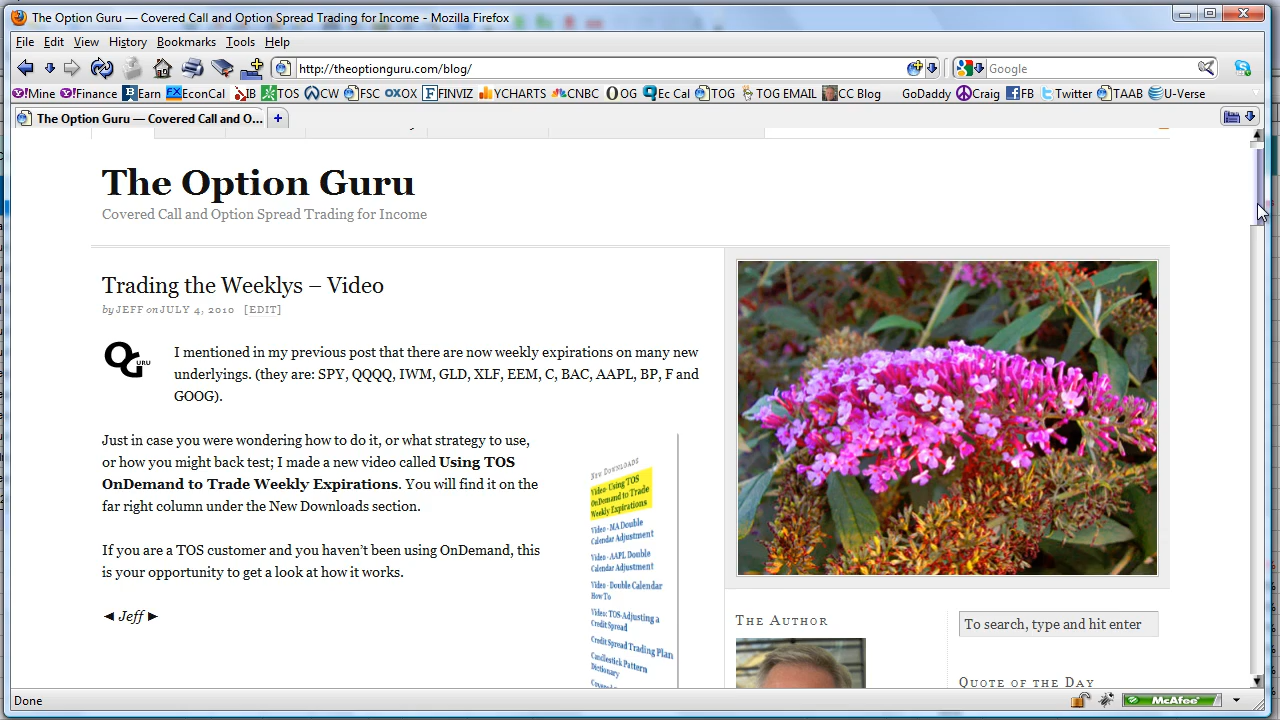 The Option Guru — Covered Call and Option Spread Trading for Income - Mozilla Firefox
File Edit View History Bookmarks Tools Help
http://theoptionguru.com/blog/
Google
Y!Mine Y!Finance Earn EconCal IB TOS CW FSC OXOX FINVIZ YCHARTS CNBC OG Ec Cal TOG TOG EMAIL CC Blog GoDaddy Craig FB Twitter TAAB U-Verse
The Option Guru — Covered Call and O...
The Option Guru
Covered Call and Option Spread Trading for Income
Trading the Weeklys – Video
by JEFF on JULY 4, 2010 [EDIT]
OG URU
I mentioned in my previous post that there are now weekly expirations on many new
underlyings. (they are: SPY, QQQQ, IWM, GLD, XLF, EEM, C, BAC, AAPL, BP, F and
GOOG).
Just in case you were wondering how to do it, or what strategy to use,
or how you might back test; I made a new video called Using TOS
OnDemand to Trade Weekly Expirations. You will find it on the
far right column under the New Downloads section.
If you are a TOS customer and you haven't been using OnDemand, this
is your opportunity to get a look at how it works.
◄ Jeff ►
New Downloads
Video- Using TOS
OnDemand to Trade
Weekly Expirations
Video - MA Double
Calendar Adjustment
Video - AAPL Double
Calendar Adjustment
Video - Double Calendar
How To
Video: TOS-Adjusting a
Credit Spread
Credit Spread Trading Plan
Candlestick Pattern
Dictionary
The Author
To search, type and hit enter
Quote of the Day
Done
McAfee